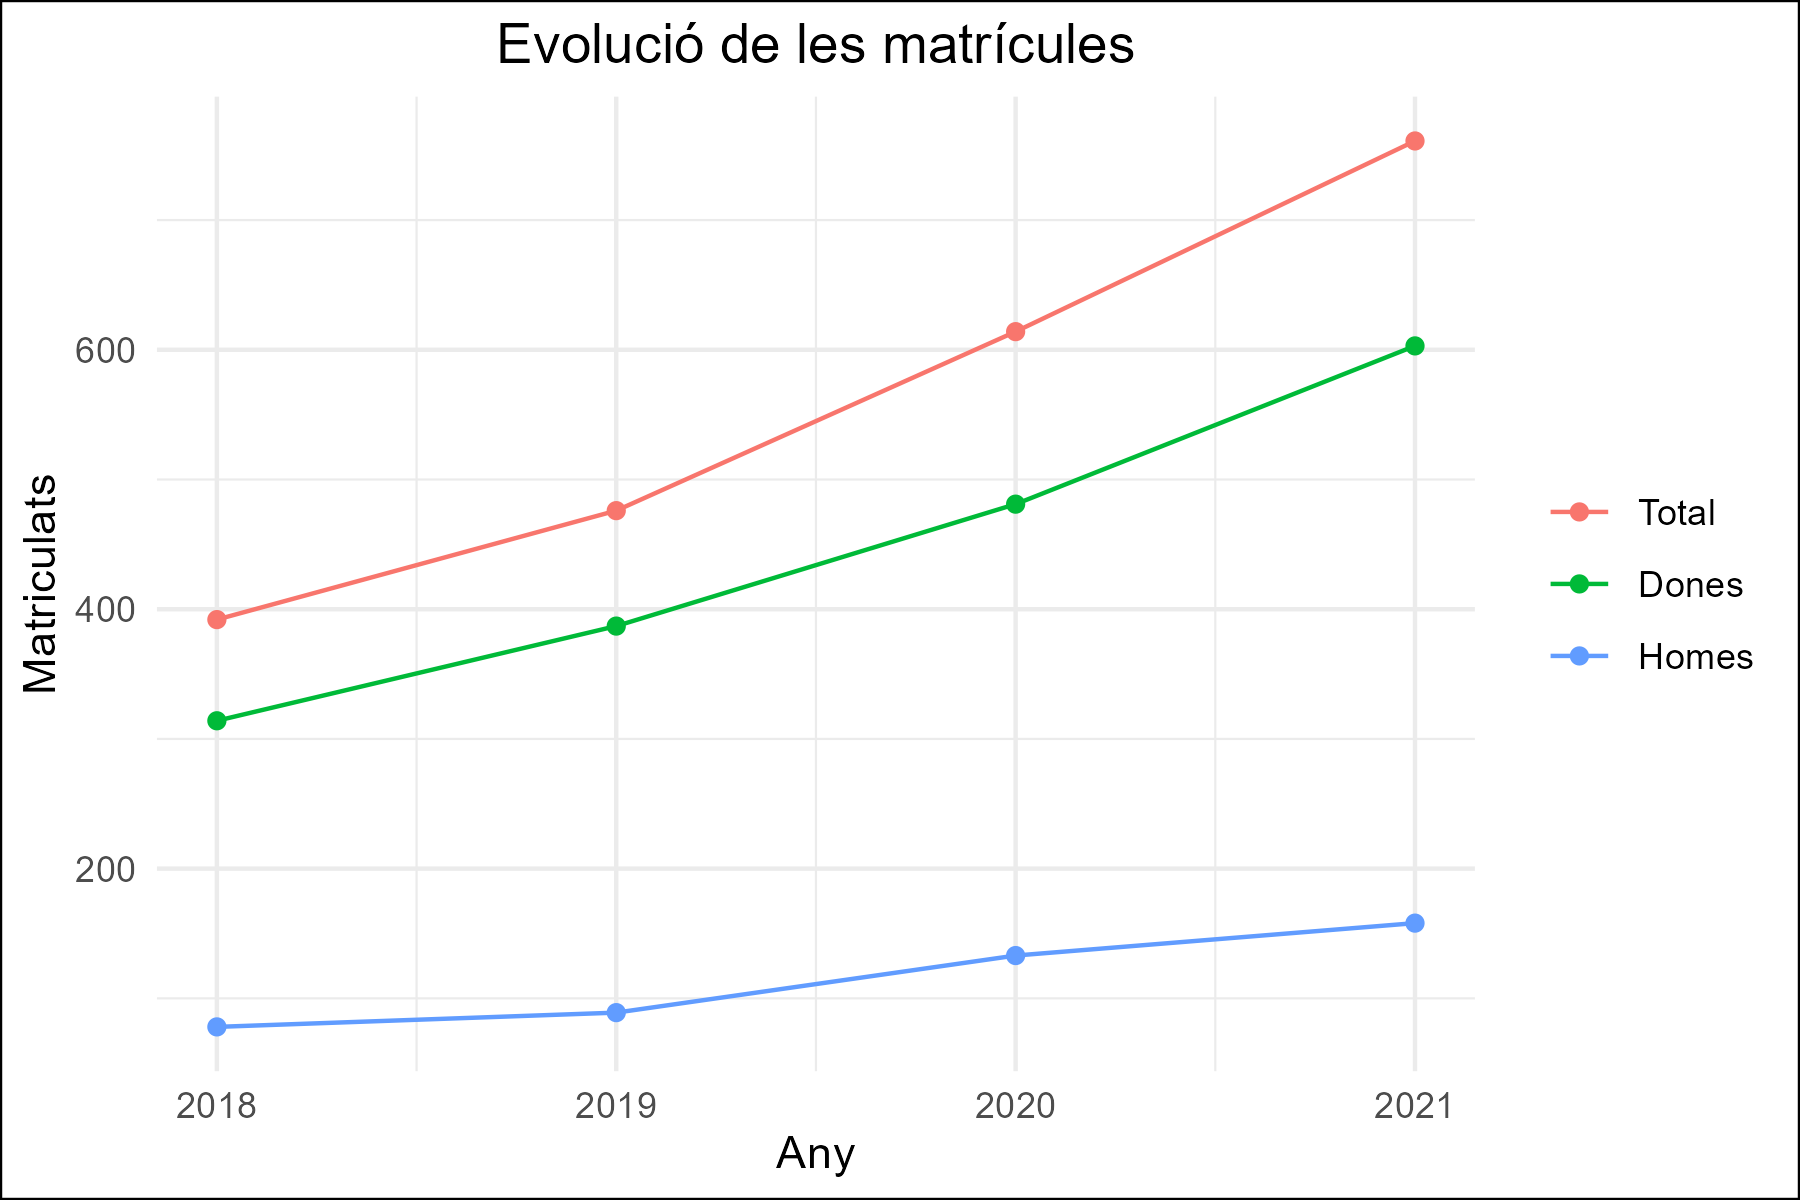 Evolució de les matrícules
Matriculats
600
400
200
2018
2019
2020
2021
Any
Total
Dones
Homes